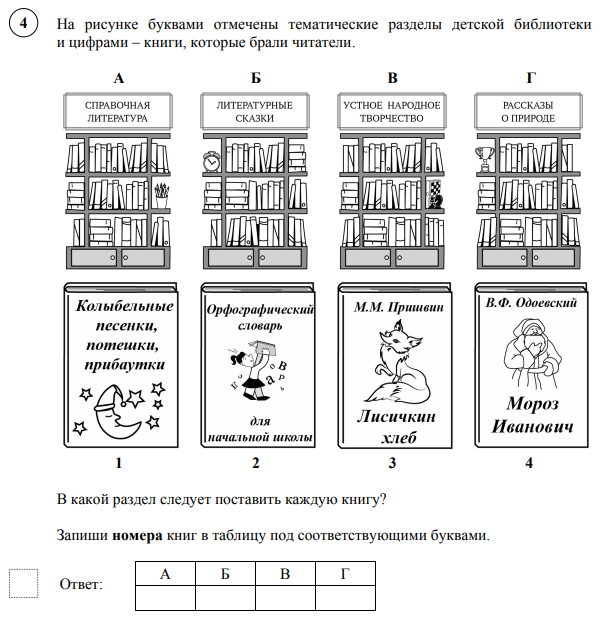 4
На рисунке буквами отмечены тематические разделы детской библиотеки
и цифрами – книги, которые брали читатели.
А Б В Г
СПРАВОЧНАЯ
ЛИТЕРАТУРА
ЛИТЕРАТУРНЫЕ
СКАЗКИ
УСТНОЕ НАРОДНОЕ
ТВОРЧЕСТВО
РАССКАЗЫ
О ПРИРОДЕ
Колыбельные
песенки,
потешки,
прибаутки
Орфографический
словарь
для
начальной школы
М.М. Пришвин
Лисичкин
хлеб
В.Ф. Одоевский
Мороз
Иванович
1 2 3 4
В какой раздел следует поставить каждую книгу?
Запиши номера книг в таблицу под соответствующими буквами.
Ответ:
А Б В Г